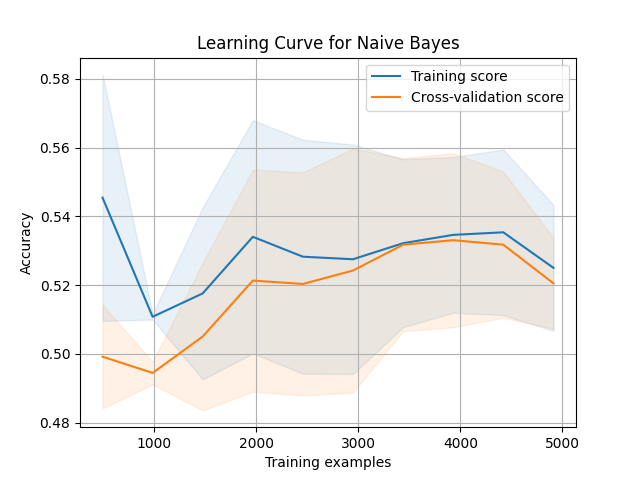 Learning Curve for Naive Bayes
Training score
Cross-validation score
0.58
0.56
0.54
0.52
0.50
0.48
Accuracy
1000 2000 3000 4000 5000
Training examples